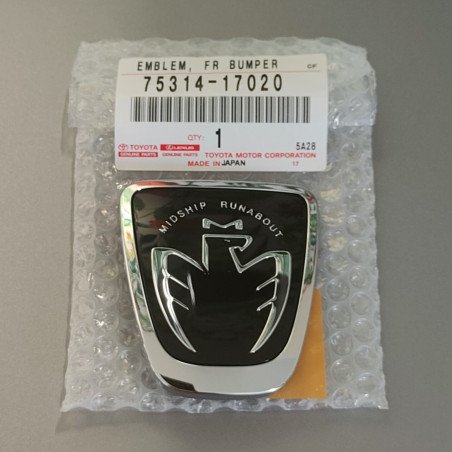 EMBLEM, FR BUMPER CF
75314-17020
QTY: 1 5A28
TOYOTA LEXUS
GENUINE PARTS GENUINE PARTS TOYOTA MOTOR CORPORATION
MADE IN JAPAN 17
MIDSHIP RUNABOUT
MR